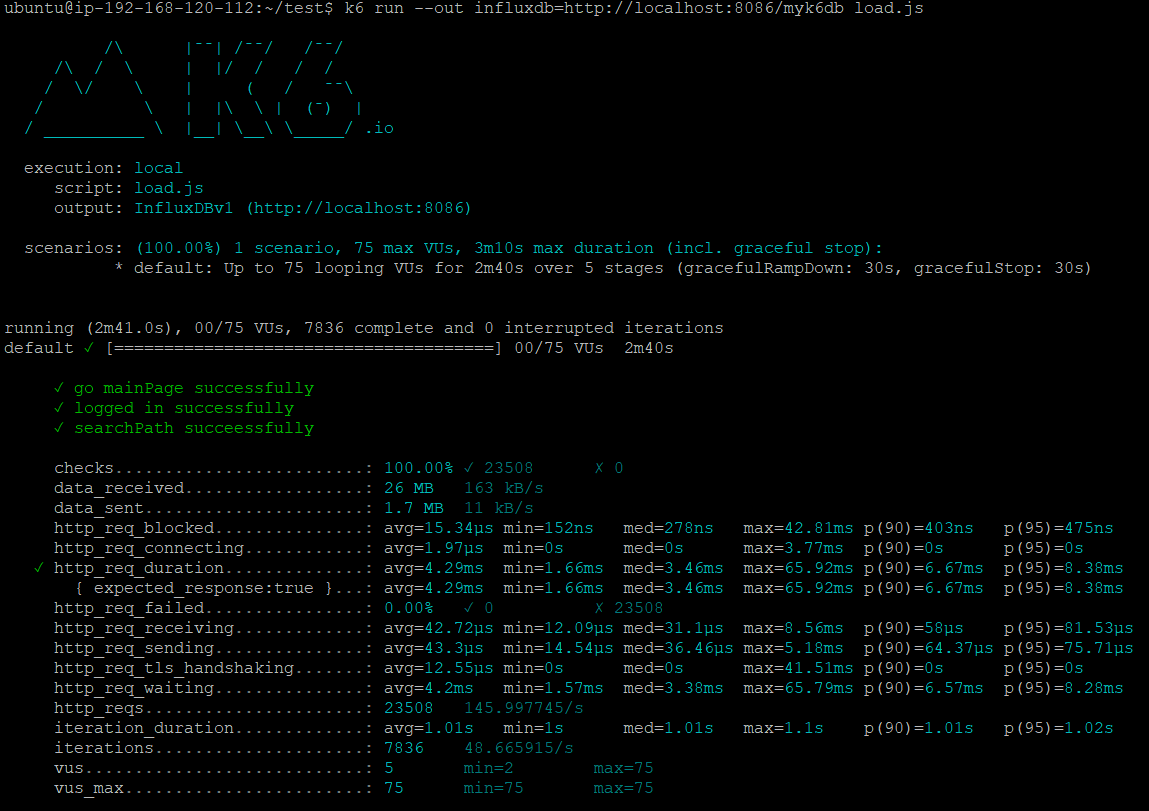 ubuntu@ip-192-168-120-112:~/test$ k6 run --out influxdb=http://localhost:8086/myk6db load.js
          /\      |‾‾| /‾‾/   /‾‾/
     /\  /  \     |  |/  /   /  /
    /  \/    \    |     (   /   ‾‾\
   /          \   |  |\  \ |  (‾)  |
  / __________ \  |__| \__\ \_____/ .io
execution: local
script: load.js
output: InfluxDBv1 (http://localhost:8086)
scenarios: (100.00%) 1 scenario, 75 max VUs, 3m10s max duration (incl. graceful stop):
* default: Up to 75 looping VUs for 2m40s over 5 stages (gracefulRampDown: 30s, gracefulStop: 30s)
running (2m41.0s), 00/75 VUs, 7836 complete and 0 interrupted iterations
default ✓ [======================================] 00/75 VUs  2m40s
✓ go mainPage successfully
✓ logged in successfully
✓ searchPath succeessfully
checks.........................: 100.00% ✓ 23508      ✗ 0
data_received..................: 26 MB   163 kB/s
data_sent......................: 1.7 MB  11 kB/s
http_req_blocked...............: avg=15.34µs min=152ns   med=278ns   max=42.81ms p(90)=403ns   p(95)=475ns
http_req_connecting............: avg=1.97µs  min=0s      med=0s      max=3.77ms  p(90)=0s      p(95)=0s
✓ http_req_duration..............: avg=4.29ms  min=1.66ms  med=3.46ms  max=65.92ms p(90)=6.67ms  p(95)=8.38ms
{ expected_response:true }...: avg=4.29ms  min=1.66ms  med=3.46ms  max=65.92ms p(90)=6.67ms  p(95)=8.38ms
http_req_failed................: 0.00%   ✓ 0          ✗ 23508
http_req_receiving.............: avg=42.72µs min=12.09µs med=31.1µs  max=8.56ms  p(90)=58µs    p(95)=81.53µs
http_req_sending...............: avg=43.3µs  min=14.54µs med=36.46µs max=5.18ms  p(90)=64.37µs p(95)=75.71µs
http_req_tls_handshaking.......: avg=12.55µs min=0s      med=0s      max=41.51ms p(90)=0s      p(95)=0s
http_req_waiting...............: avg=4.2ms   min=1.57ms  med=3.38ms  max=65.79ms p(90)=6.57ms  p(95)=8.28ms
http_reqs......................: 23508   145.997745/s
iteration_duration.............: avg=1.01s   min=1s      med=1.01s   max=1.1s    p(90)=1.01s   p(95)=1.02s
iterations.....................: 7836    48.665915/s
vus............................: 5       min=2        max=75
vus_max........................: 75      min=75       max=75